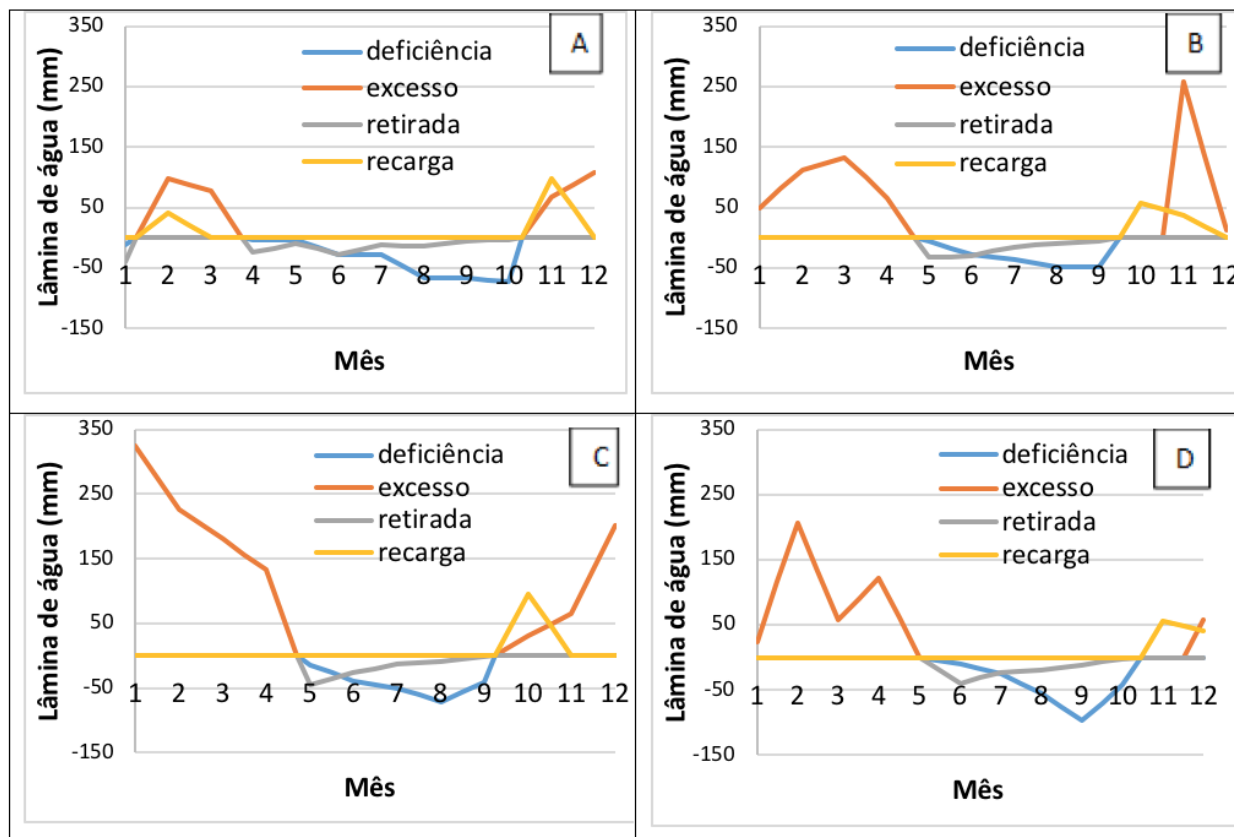 A
350
250
150
50
-50
-150
Lâmina de água (mm)
deficiência
excesso
retirada
recarga
1 2 3 4 5 6 7 8 9 10 11 12
Mês
B
350
250
150
50
-50
-150
Lâmina de água (mm)
deficiência
excesso
retirada
recarga
1 2 3 4 5 6 7 8 9 10 11 12
Mês
C
350
250
150
50
-50
-150
Lâmina de água (mm)
deficiência
excesso
retirada
recarga
1 2 3 4 5 6 7 8 9 10 11 12
Mês
D
350
250
150
50
-50
-150
Lâmina de água (mm)
deficiência
excesso
retirada
recarga
1 2 3 4 5 6 7 8 9 10 11 12
Mês